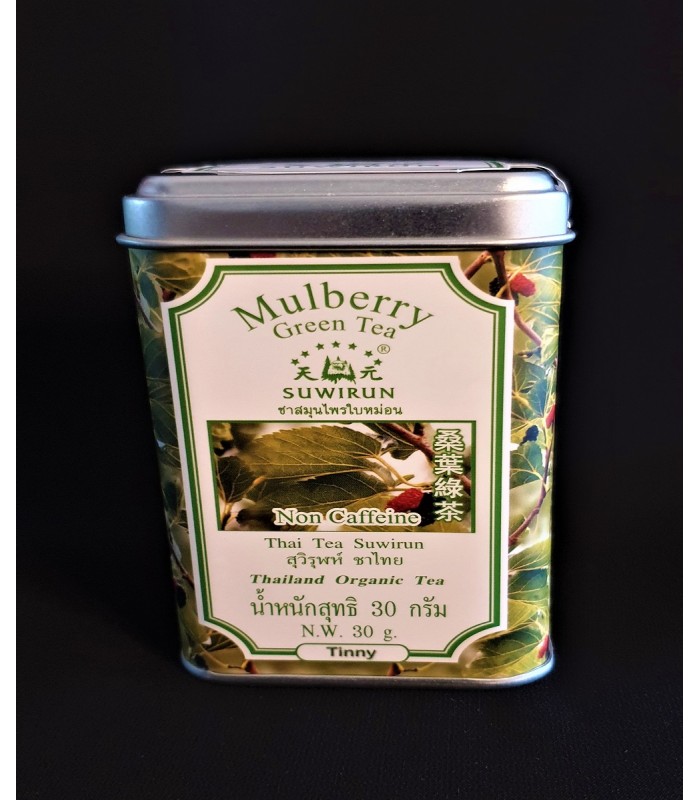 Mulberry
Green Tea
®
天 元
SUWIRUN
ชาสมุนไพรใบหม่อน
桑葉綠茶
Non Caffeine
Thai Tea Suwirun
สุวิรุฬห์ ชาไทย
Thailand Organic Tea
น้ำหนักสุทธิ 30 กรัม
N.W. 30 g.
Tinny